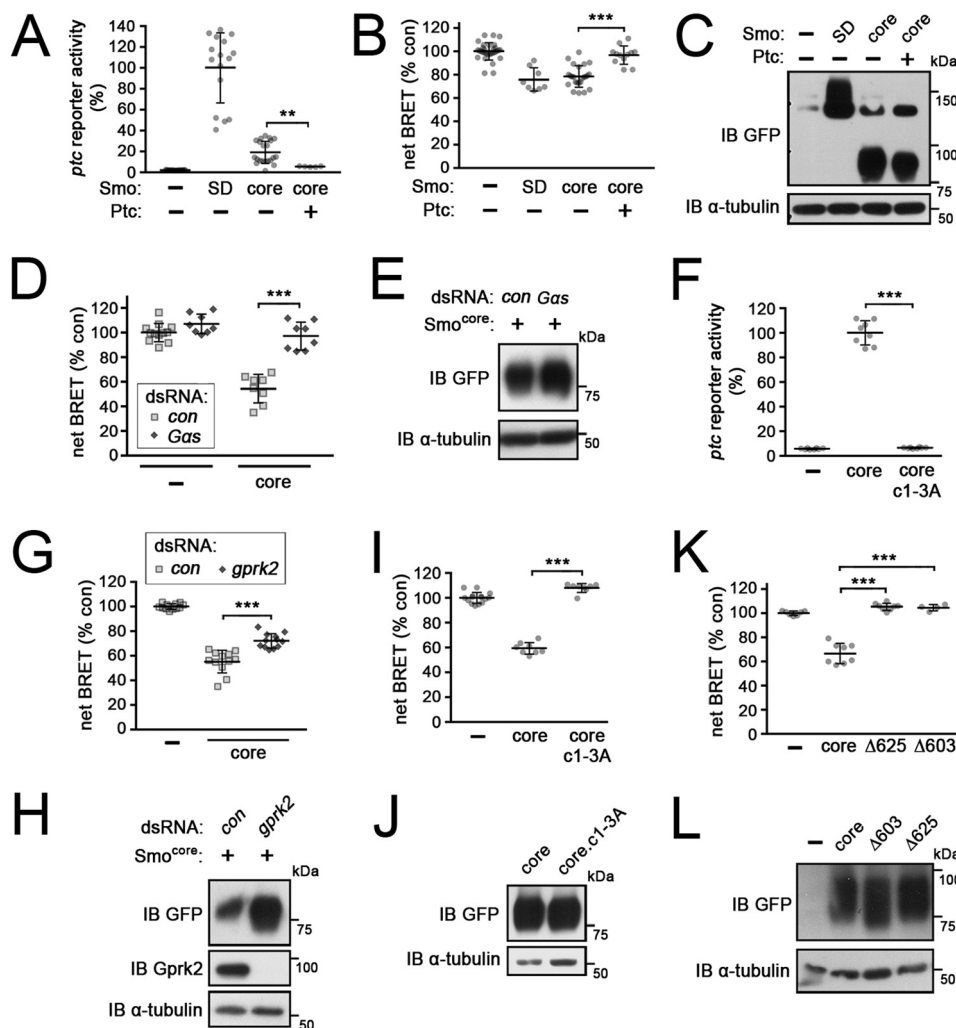 A
ptc reporter activity
(%)
140
120
100
80
60
40
20
0
Smo: – SD core core
Ptc: – – – +
**
B
net BRET (% con)
120
100
80
60
40
20
0
Smo: – SD core core
Ptc: – – – +
***
C
Smo: – SD core core
Ptc: – – – +
kDa
IB GFP
150
100
75
IB α-tubulin
50
D
net BRET (% con)
120
100
80
60
40
20
0
***
dsRNA:
con
Gαs
– core
E
dsRNA: con Gαs
Smocore: + +
kDa
IB GFP
75
IB α-tubulin
50
F
ptc reporter activity
(%)
120
100
80
60
40
20
0
***
– core core
c1-3A
G
dsRNA:
con gprk2
net BRET (% con)
120
100
80
60
40
20
0
***
– core
I
net BRET (% con)
120
100
80
60
40
20
0
***
– core core
c1-3A
K
net BRET (% con)
120
100
80
60
40
20
0
***
***
– core Δ625 Δ603
H
dsRNA: con gprk2
Smocore: + +
kDa
IB GFP
75
IB Gprk2
100
IB α-tubulin
50
J
core core.c1-3A
kDa
IB GFP
75
IB α-tubulin
50
L
– core Δ603 Δ625
kDa
IB GFP
100
75
IB α-tubulin
50